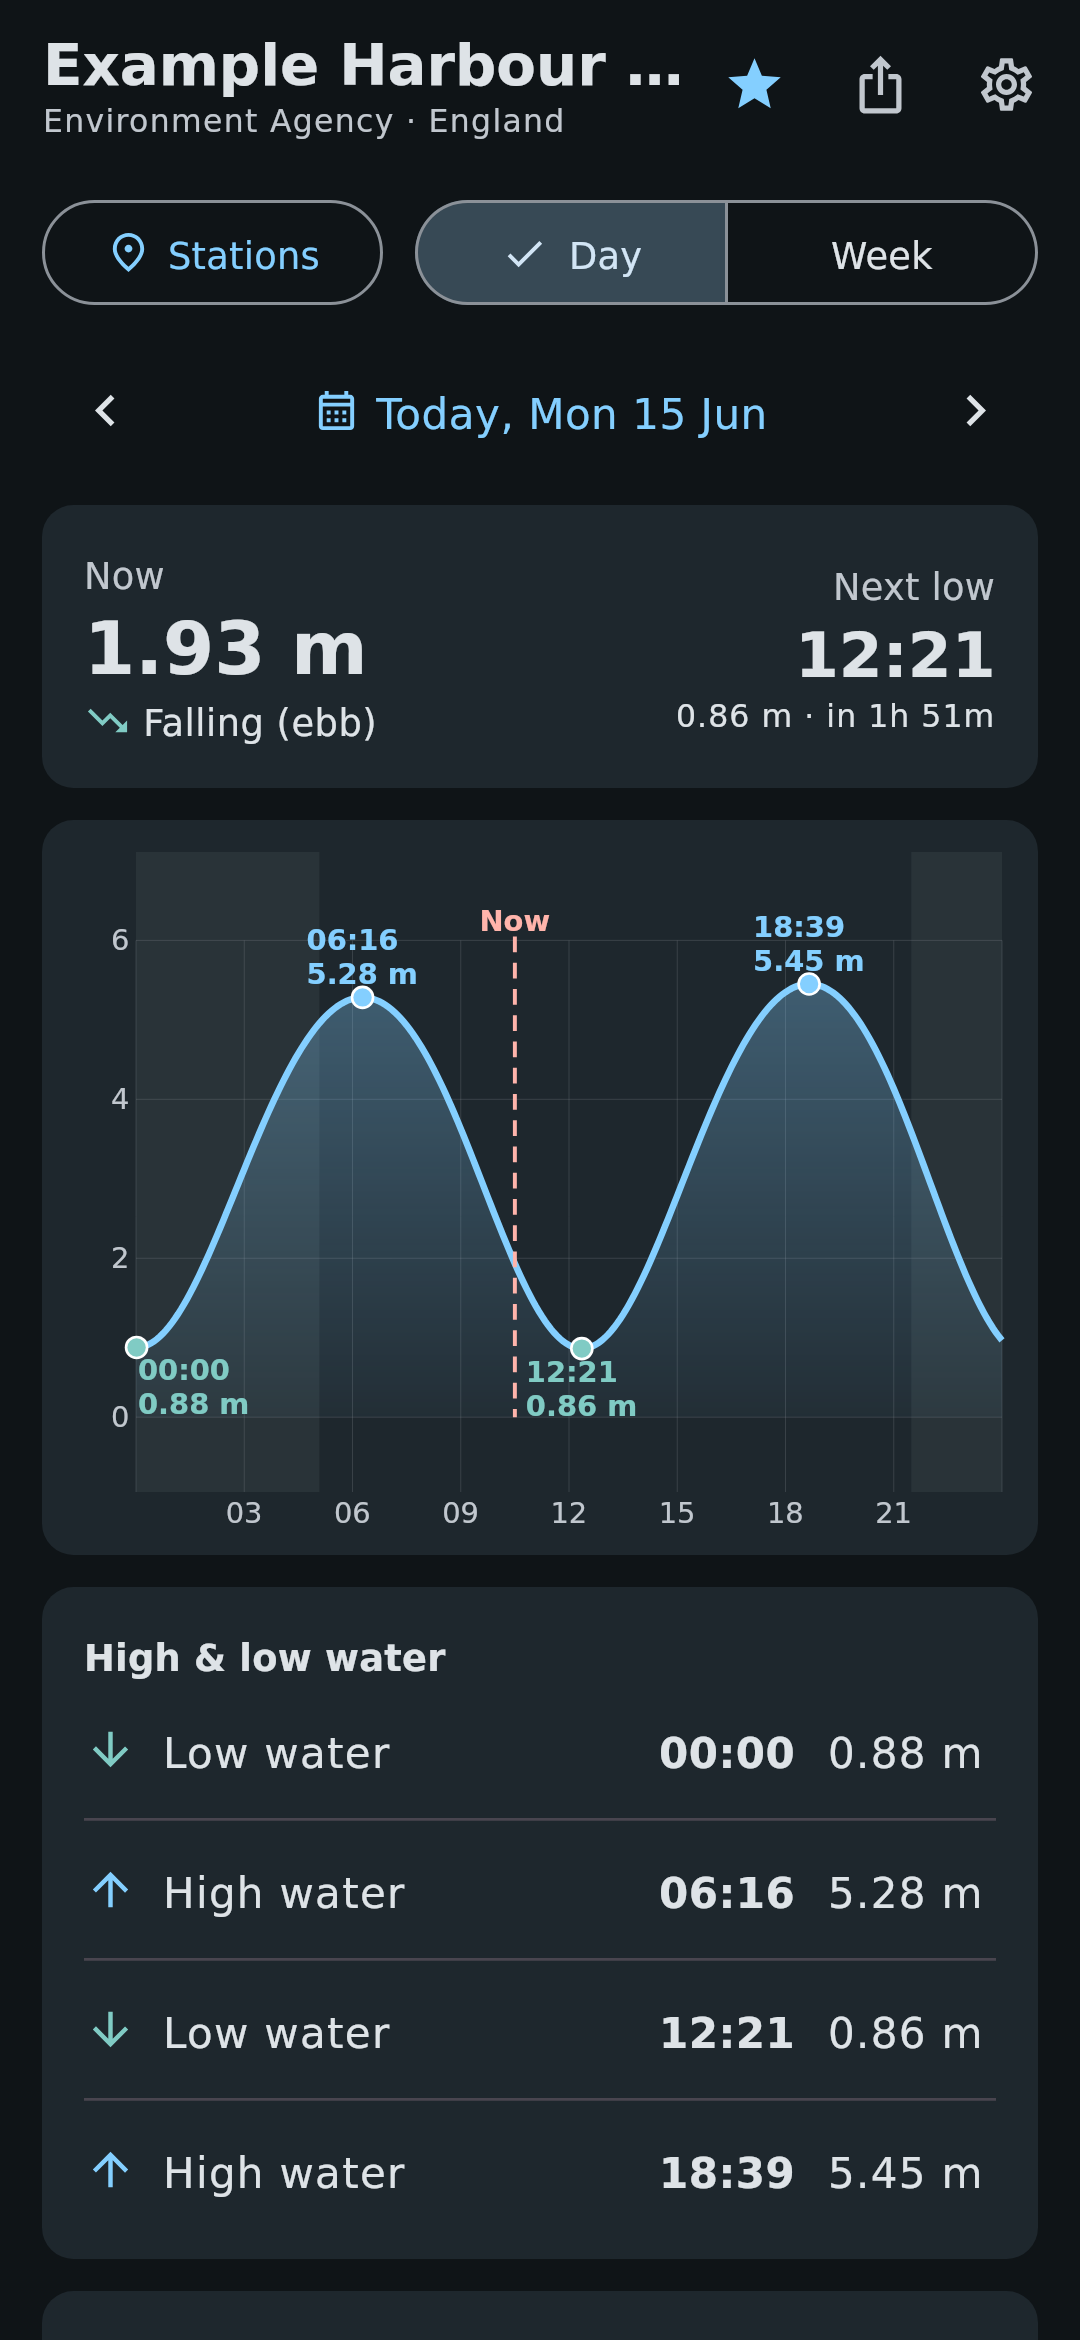 Example Harbour …
Environment Agency · England
Stations
Day
Week
Today, Mon 15 Jun
Now
1.93 m
Falling (ebb)
Next low
12:21
0.86 m · in 1h 51m
6
4
2
0
06:16
5.28 m
Now
18:39
5.45 m
00:00
0.88 m
12:21
0.86 m
03 06 09 12 15 18 21
High & low water
Low water 00:00 0.88 m
High water 06:16 5.28 m
Low water 12:21 0.86 m
High water 18:39 5.45 m